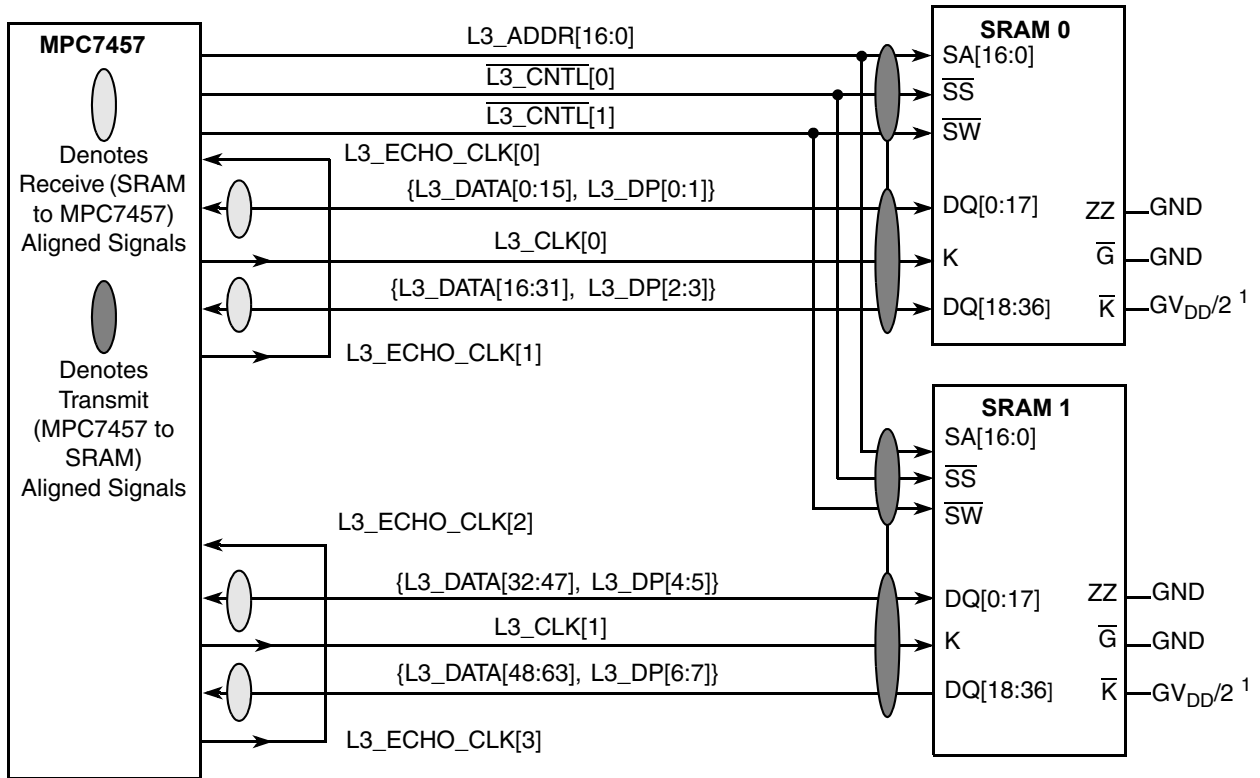 MPC7457
Denotes
Receive (SRAM
to MPC7457)
Aligned Signals
Denotes
Transmit
(MPC7457 to
SRAM)
Aligned Signals
L3_ADDR[16:0]
L3_CNTL[0]
L3_CNTL[1]
L3_ECHO_CLK[0]
{L3_DATA[0:15], L3_DP[0:1]}
L3_CLK[0]
{L3_DATA[16:31], L3_DP[2:3]}
L3_ECHO_CLK[1]
SRAM 0
SA[16:0]
SS
SW
DQ[0:17]
ZZ
GND
K
G
GND
DQ[18:36]
K
GVDD/2 1
L3_ECHO_CLK[2]
{L3_DATA[32:47], L3_DP[4:5]}
L3_CLK[1]
{L3_DATA[48:63], L3_DP[6:7]}
L3_ECHO_CLK[3]
SRAM 1
SA[16:0]
SS
SW
DQ[0:17]
ZZ
GND
K
G
GND
DQ[18:36]
K
GVDD/2 1